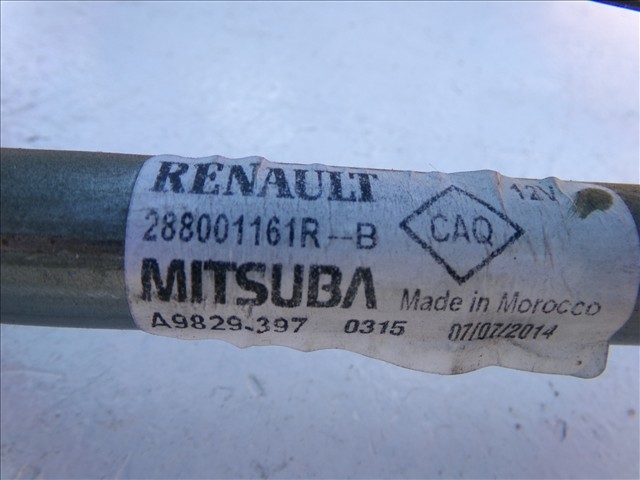 RENAULT
288001161R--B CAQ 12V
MITSUBA Made in Morocco
A9829-397 0315 07/07/2014